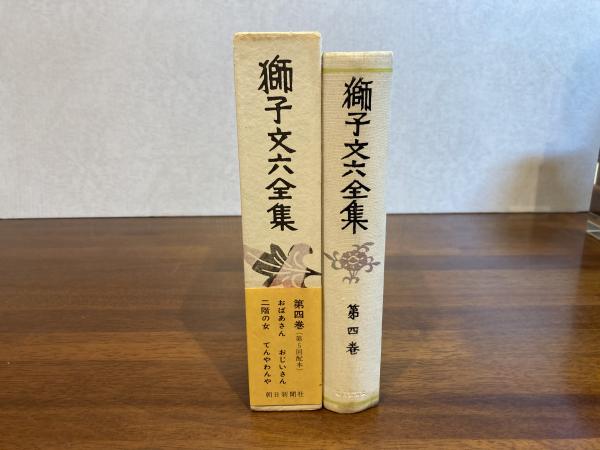 獅子文六全集
第四巻(第5回配本)
おばあさん おじいさん
二階の女 てんやわんや
朝日新聞社
獅子文六全集
第四巻